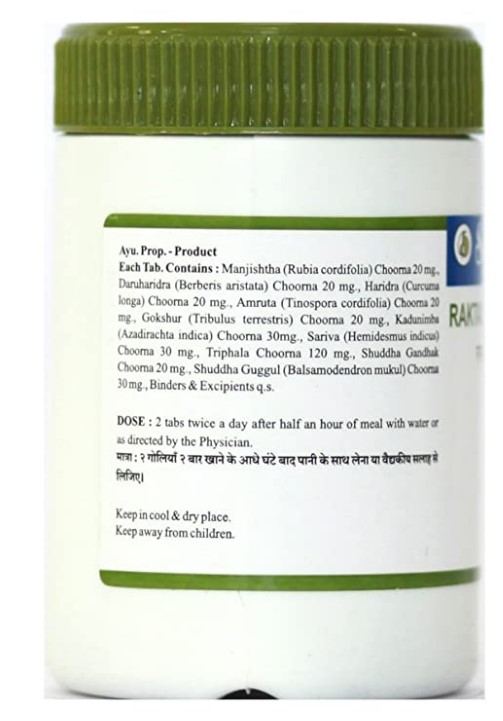 Ayu. Prop. - Product
Each Tab. Contains : Manjishtha (Rubia cordifolia) Choorna 20 mg.,
Daruharidra (Berberis aristata) Choorna 20 mg., Haridra (Curcuma
longa) Choorna 20 mg., Amruta (Tinospora cordifolia) Choorna 20
mg., Gokshur (Tribulus terrestris) Choorna 20 mg., Kadunimba
(Azadirachta indica) Choorna 30mg., Sariva (Hemidesmus indicus)
Choorna 30 mg., Triphala Choorna 120 mg., Shuddha Gandhak
Choorna 20 mg., Shuddha Guggul (Balsamodendron mukul) Choorna
30 mg., Binders & Excipients q.s.
DOSE : 2 tabs twice a day after half an hour of meal with water or
as directed by the Physician.
मात्रा : २ गोलियाँ २ बार खाने के आधे घंटे बाद पानी के साथ लेना या वैद्यकीय सलाह से
लिजिए।
Keep in cool & dry place.
Keep away from children.
RAKTA